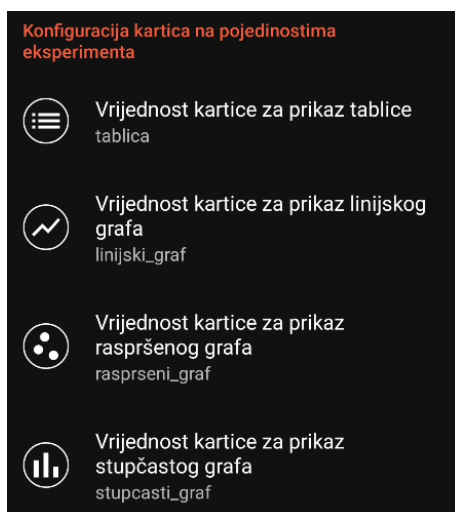 Konfiguracija kartica na pojedinostima
eksperimenta
Vrijednost kartice za prikaz tablice
tablica
Vrijednost kartice za prikaz linijskog
grafa
linijski_graf
Vrijednost kartice za prikaz
raspršenog grafa
rasprseni_graf
Vrijednost kartice za prikaz
stupčastog grafa
stupcasti_graf